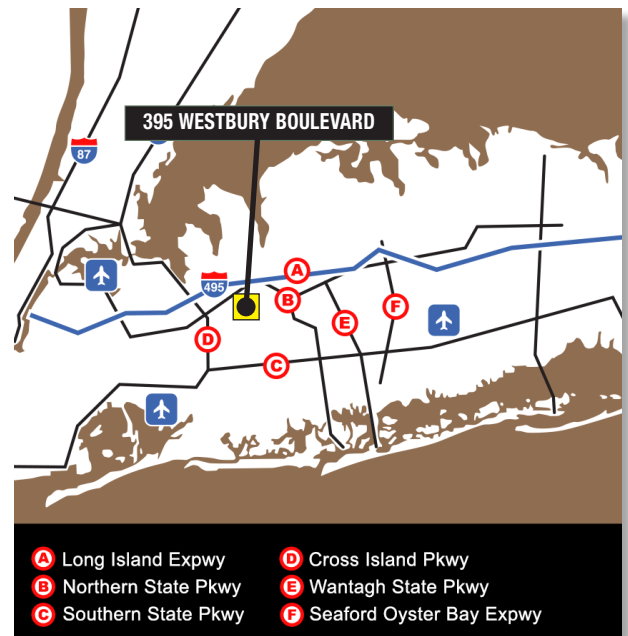 395 WESTBURY BOULEVARD
87
495
A
B
F
E
D
C
A Long Island Expwy
B Northern State Pkwy
C Southern State Pkwy
D Cross Island Pkwy
E Wantagh State Pkwy
F Seaford Oyster Bay Expwy